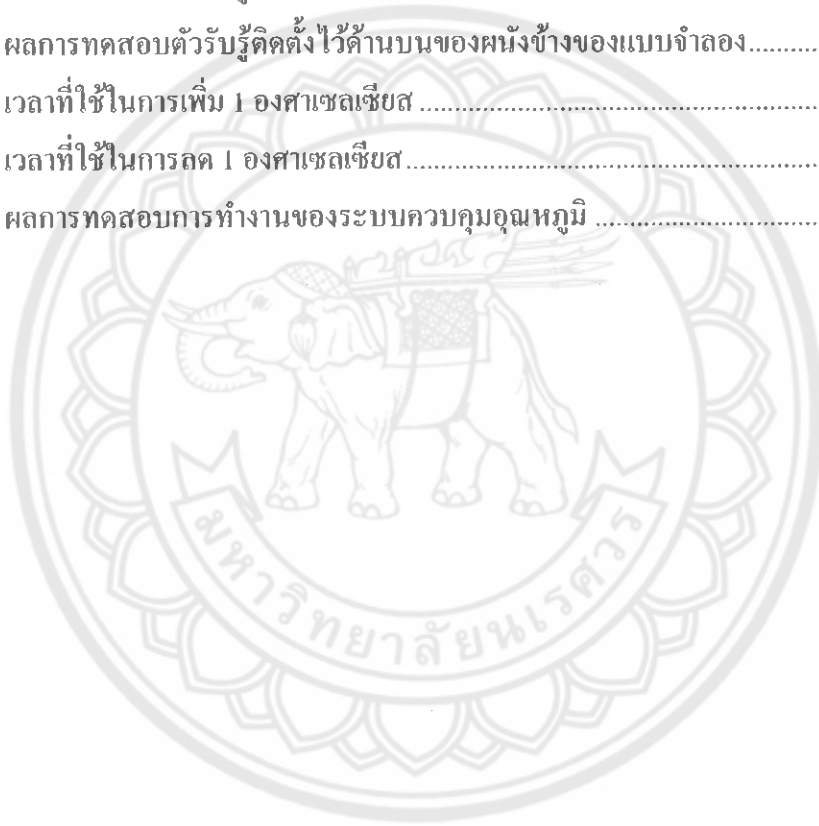 ผลการทดสอบตัวรับรู้ติดตั้งไว้ด้านบนของผนังข้างของแบบจำลอง..........
เวลาที่ใช้ในการเพิ่ม 1 องศาเซลเซียส ..........................................................
เวลาที่ใช้ในการลด 1 องศาเซลเซียส............................................................
ผลการทดสอบการทำงานของระบบควบคุมอุณหภูมิ ................................
มหาวิทยาลัยนเรศวร